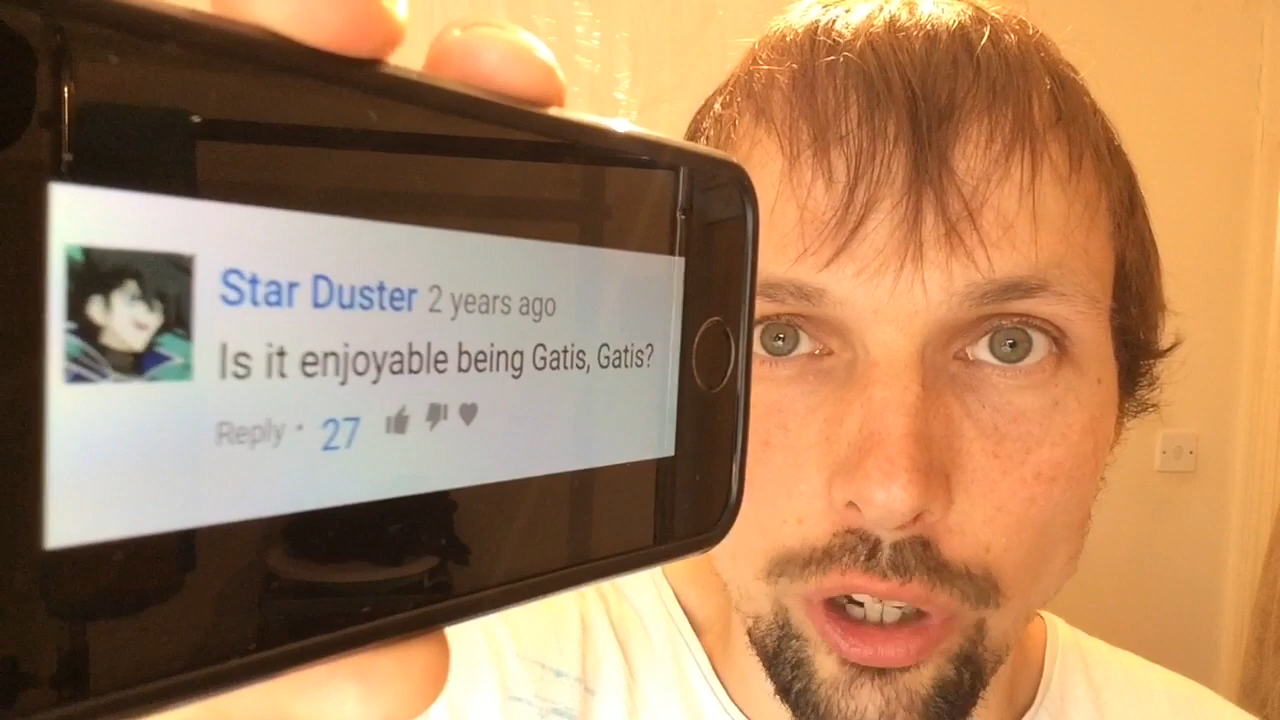 Star Duster 2 years ago
Is it enjoyable being Gatis, Gatis?
Reply · 27